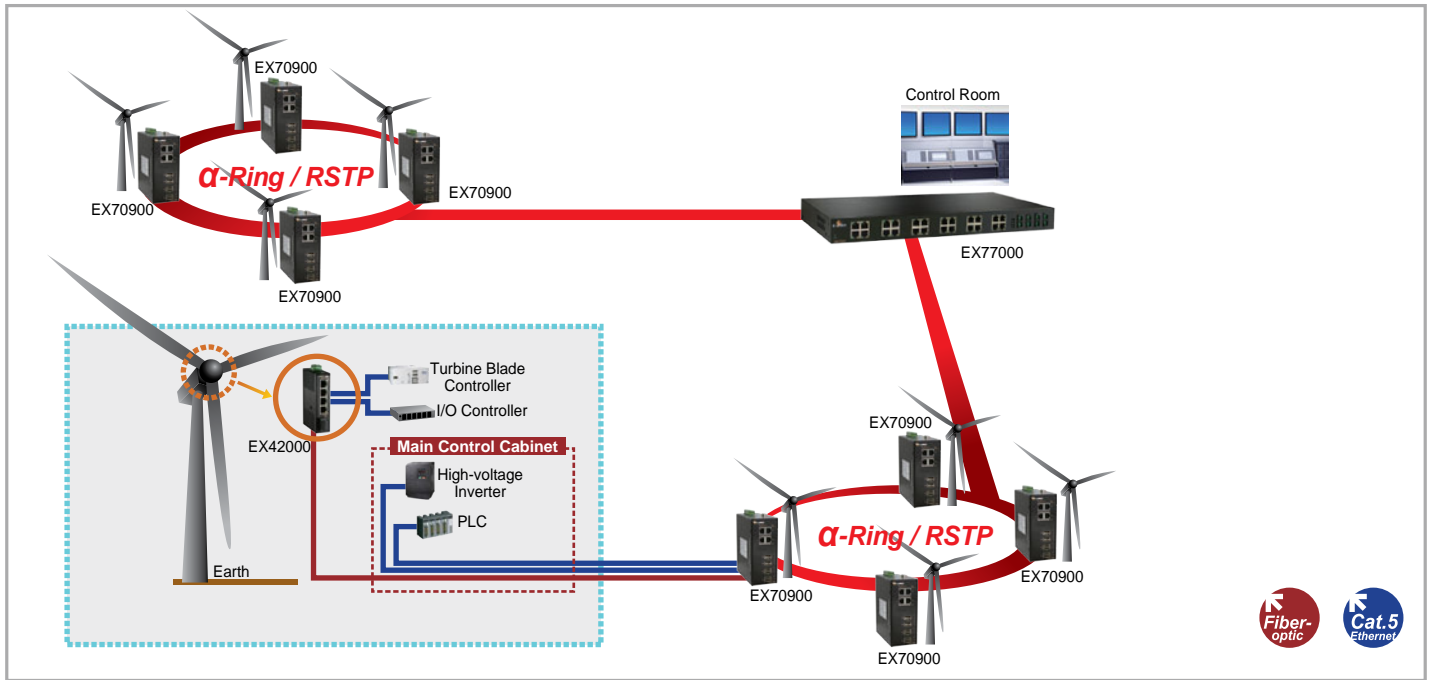 EX70900
Control Room
α-Ring / RSTP
EX70900
EX70900
EX77000
EX70900
Turbine Blade
Controller
I/O Controller
EX42000
Main Control Cabinet
High-voltage
Inverter
PLC
Earth
EX70900
α-Ring / RSTP
EX70900
EX70900
EX70900
Fiber-
optic
Cat.5
Ethernet